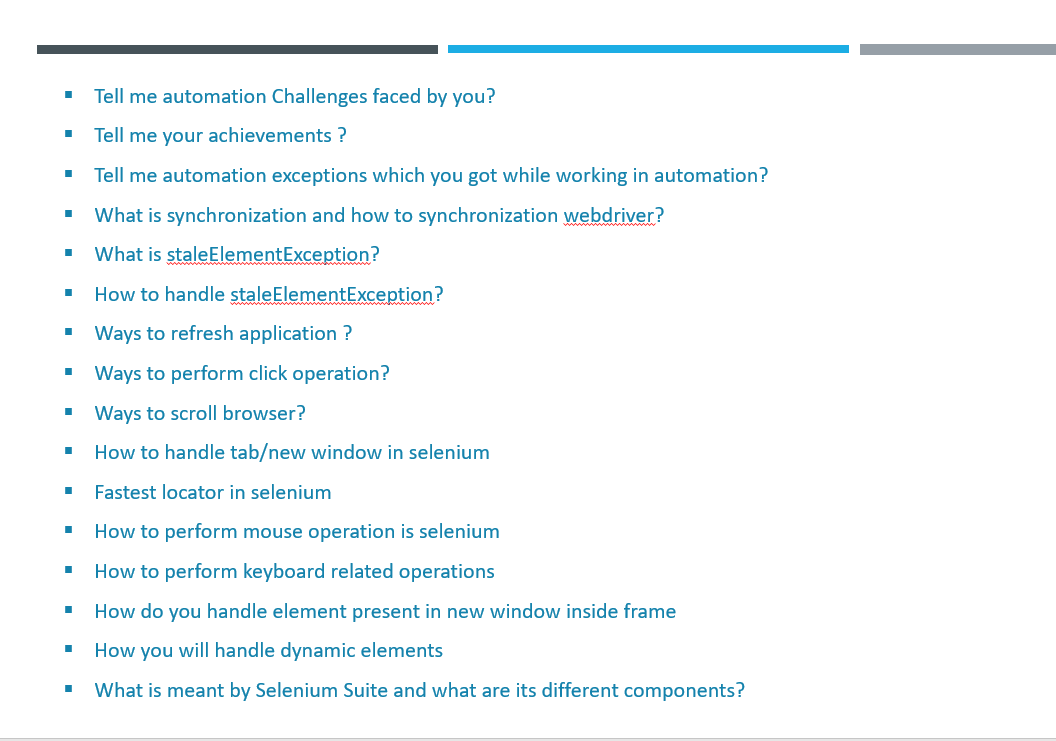 Tell me automation Challenges faced by you?
Tell me your achievements ?
Tell me automation exceptions which you got while working in automation?
What is synchronization and how to synchronization webdriver?
What is staleElementException?
How to handle staleElementException?
Ways to refresh application ?
Ways to perform click operation?
Ways to scroll browser?
How to handle tab/new window in selenium
Fastest locator in selenium
How to perform mouse operation is selenium
How to perform keyboard related operations
How do you handle element present in new window inside frame
How you will handle dynamic elements
What is meant by Selenium Suite and what are its different components?